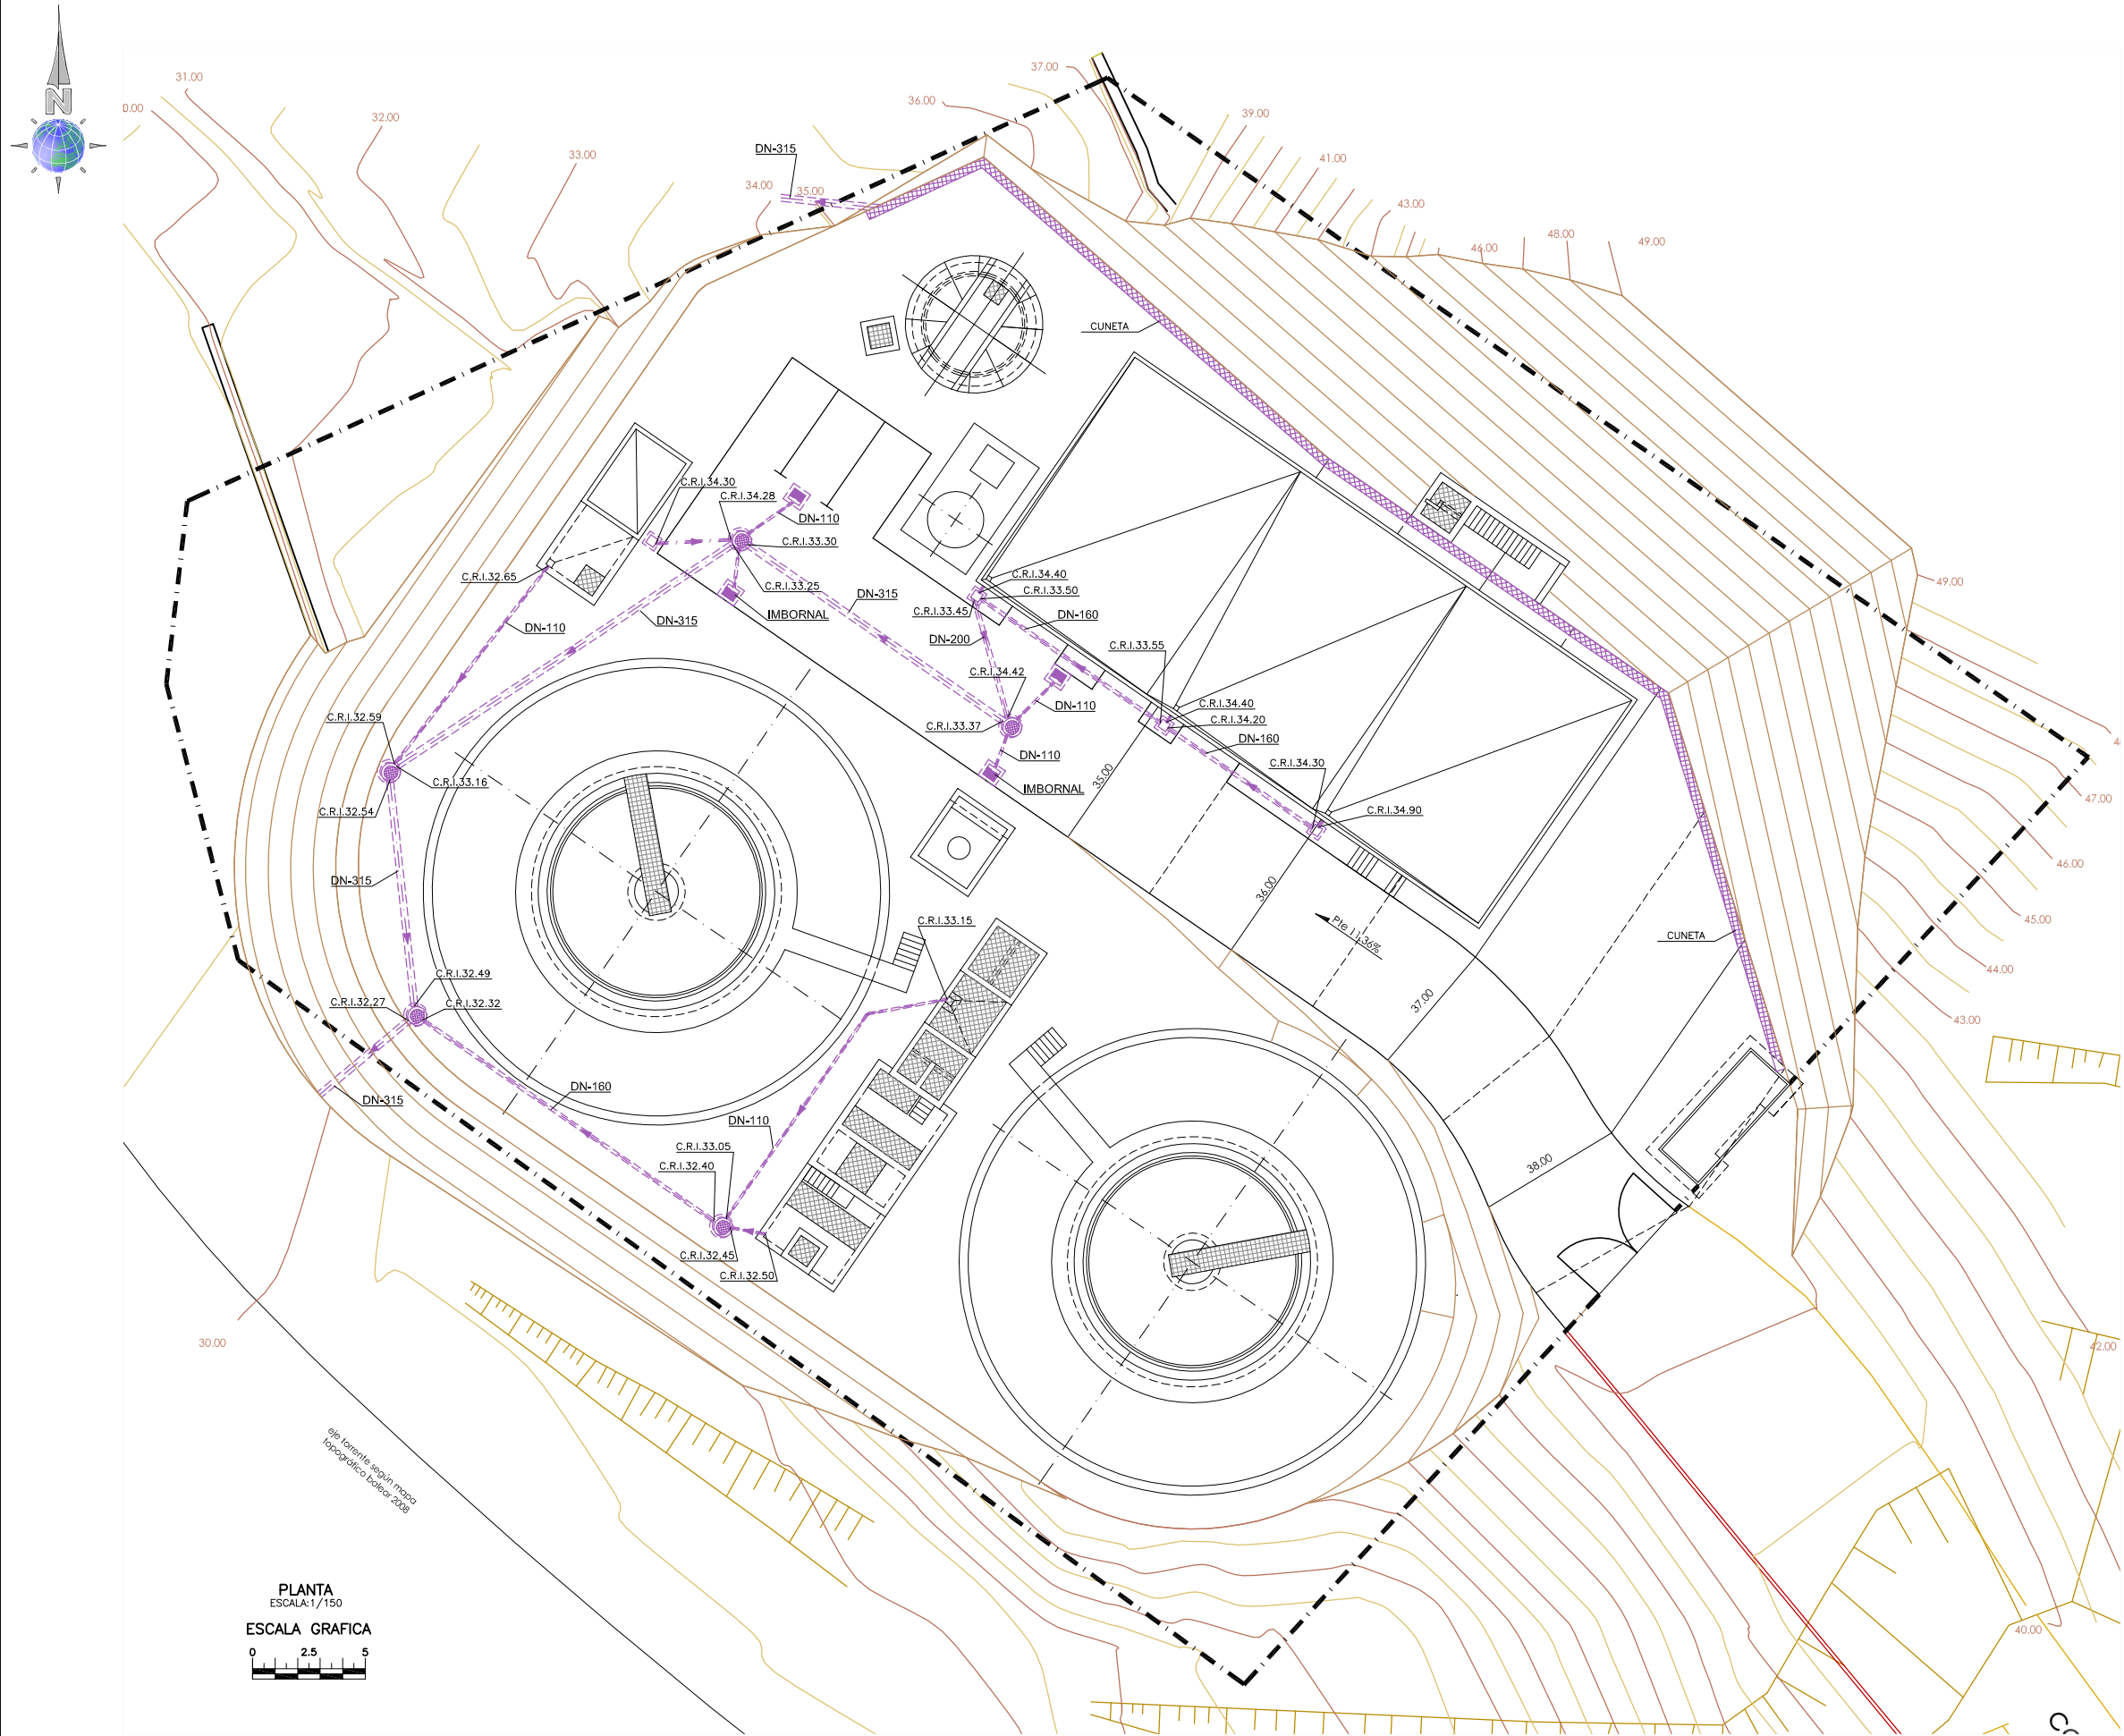 N
31.00
32.00
33.00
34.00
35.00
36.00
37.00
39.00
41.00
43.00
46.00
48.00
49.00
DN-315
CUNETA
C.R.I.34.30
C.R.I.34.28
DN-110
C.R.I.33.30
C.R.I.33.25
IMBORNAL
C.R.I.32.65
DN-110
DN-315
DN-315
C.R.I.34.40
C.R.I.33.50
C.R.I.33.45
DN-160
DN-200
C.R.I.33.55
C.R.I.34.42
C.R.I.34.40
C.R.I.34.20
DN-110
C.R.I.33.37
DN-160
DN-110
C.R.I.34.30
IMBORNAL
C.R.I.34.90
35.00
36.00
Pte 11,36%
37.00
38.00
CUNETA
49.00
47.00
46.00
45.00
44.00
43.00
42.00
40.00
C.R.I.32.59
C.R.I.33.16
C.R.I.32.54
DN-315
C.R.I.33.15
C.R.I.32.49
C.R.I.32.27
C.R.I.32.32
DN-315
DN-160
DN-110
C.R.I.33.05
C.R.I.32.40
C.R.I.32.45
C.R.I.32.50
30.00
eje torrente según mapa
topográfico balear 2008
PLANTA
ESCALA:1/150
ESCALA GRAFICA
0 2.5 5